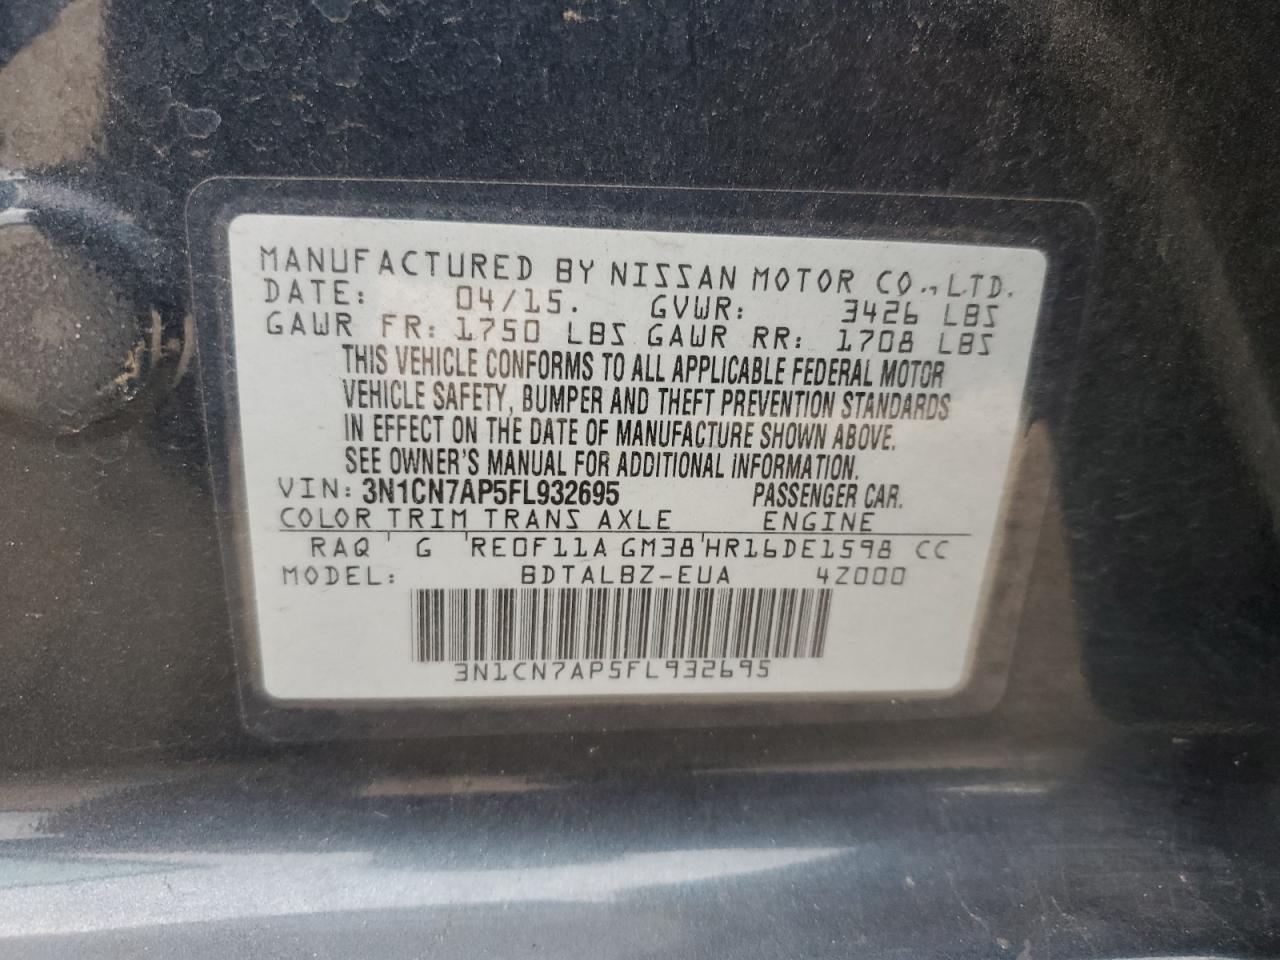 MANUFACTURED BY NISSAN MOTOR CO., LTD.
DATE: 04/15. GVWR: 3426 LBS
GAWR FR: 1750 LBS GAWR RR: 1708 LBS
THIS VEHICLE CONFORMS TO ALL APPLICABLE FEDERAL MOTOR
VEHICLE SAFETY, BUMPER AND THEFT PREVENTION STANDARDS
IN EFFECT ON THE DATE OF MANUFACTURE SHOWN ABOVE.
SEE OWNER'S MANUAL FOR ADDITIONAL INFORMATION.
VIN: 3N1CN7AP5FL932695 PASSENGER CAR.
COLOR TRIM TRANS AXLE ENGINE
RAQ G RE0F11A GM38 HR16DE1598 CC
MODEL: BDTALBZ-EUA 4Z000
3N1CN7AP5FL932695